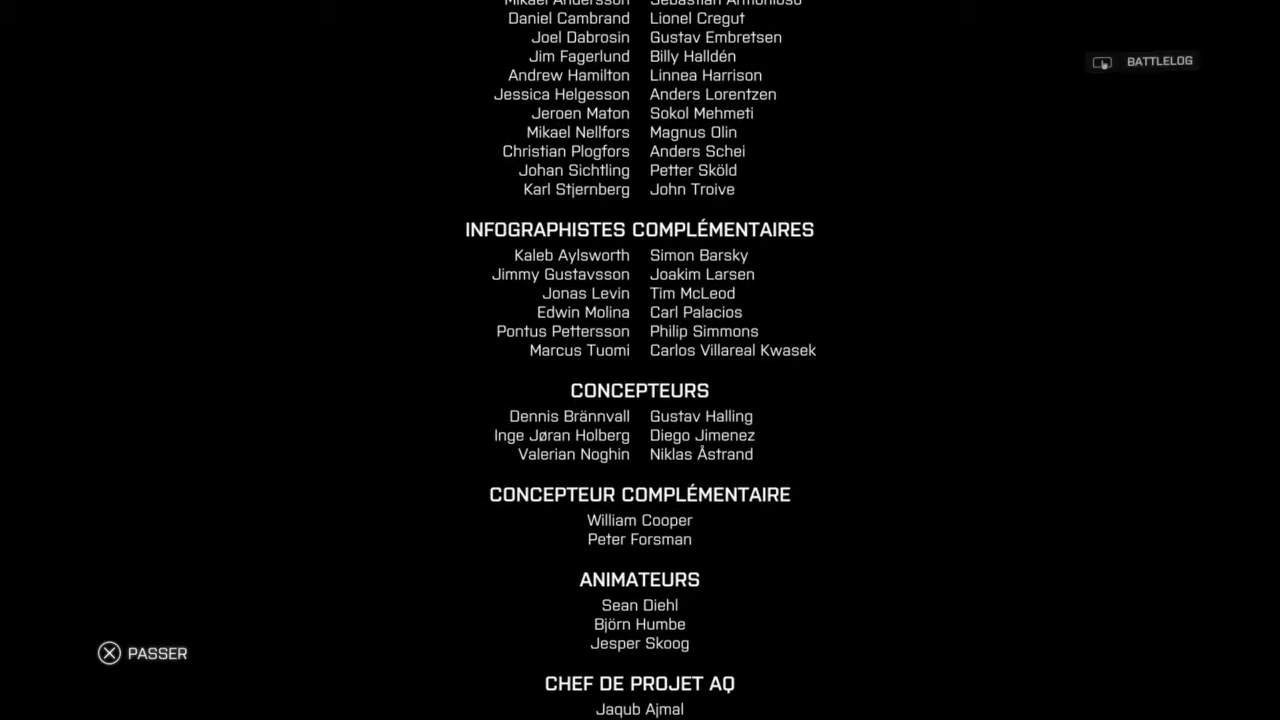 Mikael Andersson Sebastian Armonioso
Daniel Cambrand Lionel Cregut
Joel Dabrosin Gustav Embretsen
Jim Fagerlund Billy Halldén
Andrew Hamilton Linnea Harrison
Jessica Helgesson Anders Lorentzen
Jeroen Maton Sokol Mehmeti
Mikael Nellfors Magnus Olin
Christian Plogfors Anders Schei
Johan Sichtling Petter Sköld
Karl Stjernberg John Troive
BATTLELOG
INFOGRAPHISTES COMPLÉMENTAIRES
Kaleb Aylsworth Simon Barsky
Jimmy Gustavsson Joakim Larsen
Jonas Levin Tim McLeod
Edwin Molina Carl Palacios
Pontus Pettersson Philip Simmons
Marcus Tuomi Carlos Villareal Kwasek
CONCEPTEURS
Dennis Brännvall Gustav Halling
Inge Jøran Holberg Diego Jimenez
Valerian Noghin Niklas Åstrand
CONCEPTEUR COMPLÉMENTAIRE
William Cooper
Peter Forsman
ANIMATEURS
Sean Diehl
Björn Humbe
Jesper Skoog
PASSER
CHEF DE PROJET AQ
Jaqub Ajmal